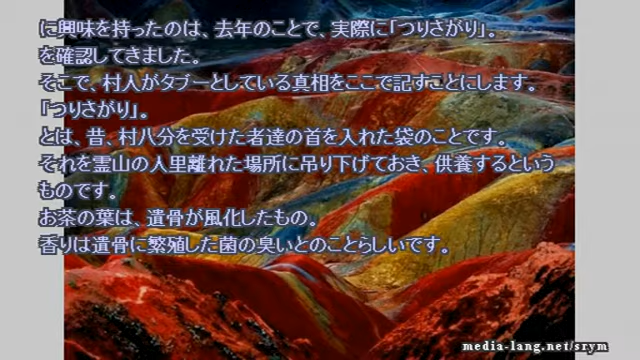 に興味を持ったのは、去年のことで、実際に「つりさがり」。
を確認してきました。
そこで、村人がタブーとしている真相をここで記すことにします。
「つりさがり」。
とは、昔、村八分を受けた者達の首を入れた袋のことです。
それを霊山の人里離れた場所に吊り下げておき、供養するという
ものです。
お茶の葉は、遺骨が風化したもの。
香りは遺骨に繁殖した菌の臭いとのことらしいです。
media-lang.net/srym